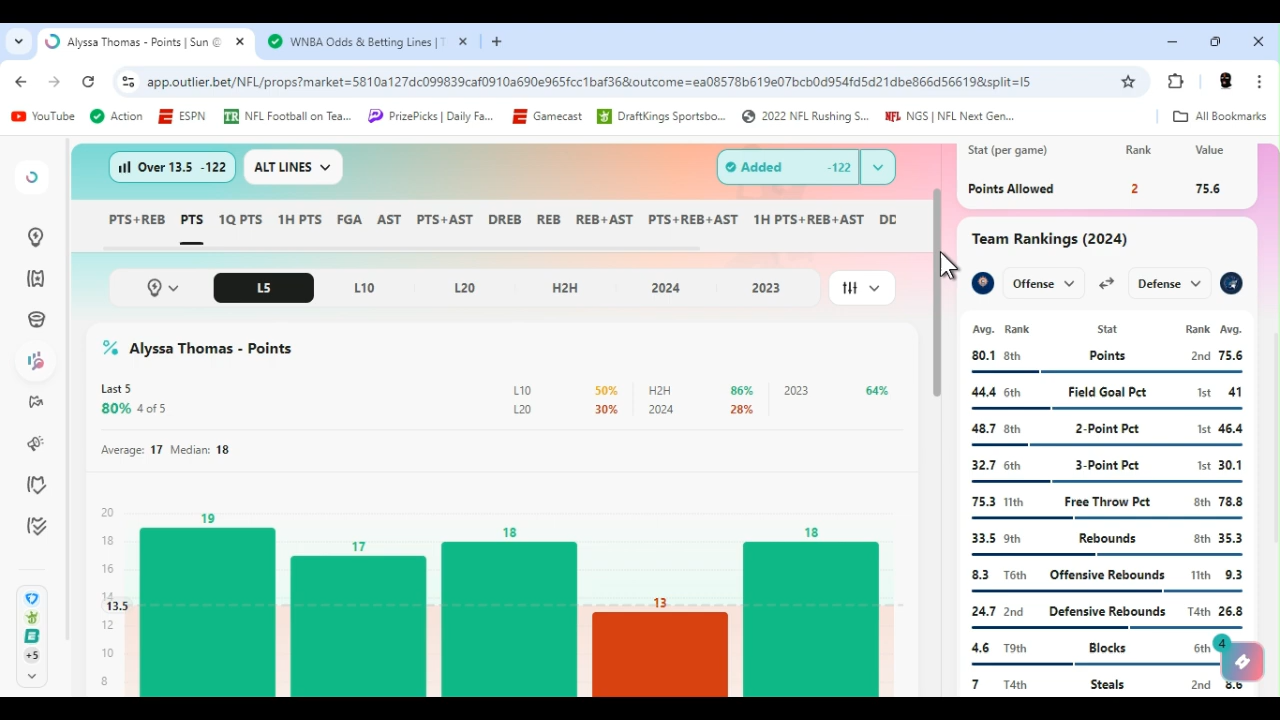 Alyssa Thomas - Points | Sun @
WNBA Odds & Betting Lines | T
app.outlier.bet/NFL/props?market=5810a127dc099839caf0910a690e965fcc1baf36&outcome=ea08578b619e07bcb0d954fd5d21dbe866d56619&split=l5
YouTube
Action
ESPN
NFL Football on Tea...
PrizePicks | Daily Fa...
Gamecast
DraftKings Sportsbo...
2022 NFL Rushing S...
NGS | NFL Next Gen...
All Bookmarks
Over 13.5 -122
ALT LINES
Added -122
PTS+REB PTS 1Q PTS 1H PTS FGA AST PTS+AST DREB REB REB+AST PTS+REB+AST 1H PTS+REB+AST DD
L5 L10 L20 H2H 2024 2023
Alyssa Thomas - Points
Last 5
80% 4 of 5
L10 50% H2H 86% 2023 64%
L20 30% 2024 28%
Average: 17 Median: 18
20
18
16
14
13.5
12
10
8
19
17
18
13
18
+5
Stat (per game) Rank Value
Points Allowed 2 75.6
Team Rankings (2024)
Offense Defense
Avg. Rank Stat Rank Avg.
80.1 8th Points 2nd 75.6
44.4 6th Field Goal Pct 1st 41
48.7 8th 2-Point Pct 1st 46.4
32.7 6th 3-Point Pct 1st 30.1
75.3 11th Free Throw Pct 8th 78.8
33.5 9th Rebounds 8th 35.3
8.3 T6th Offensive Rebounds 11th 9.3
24.7 2nd Defensive Rebounds T4th 26.8
4.6 T9th Blocks 6th
4
7 T4th Steals 2nd 8.6